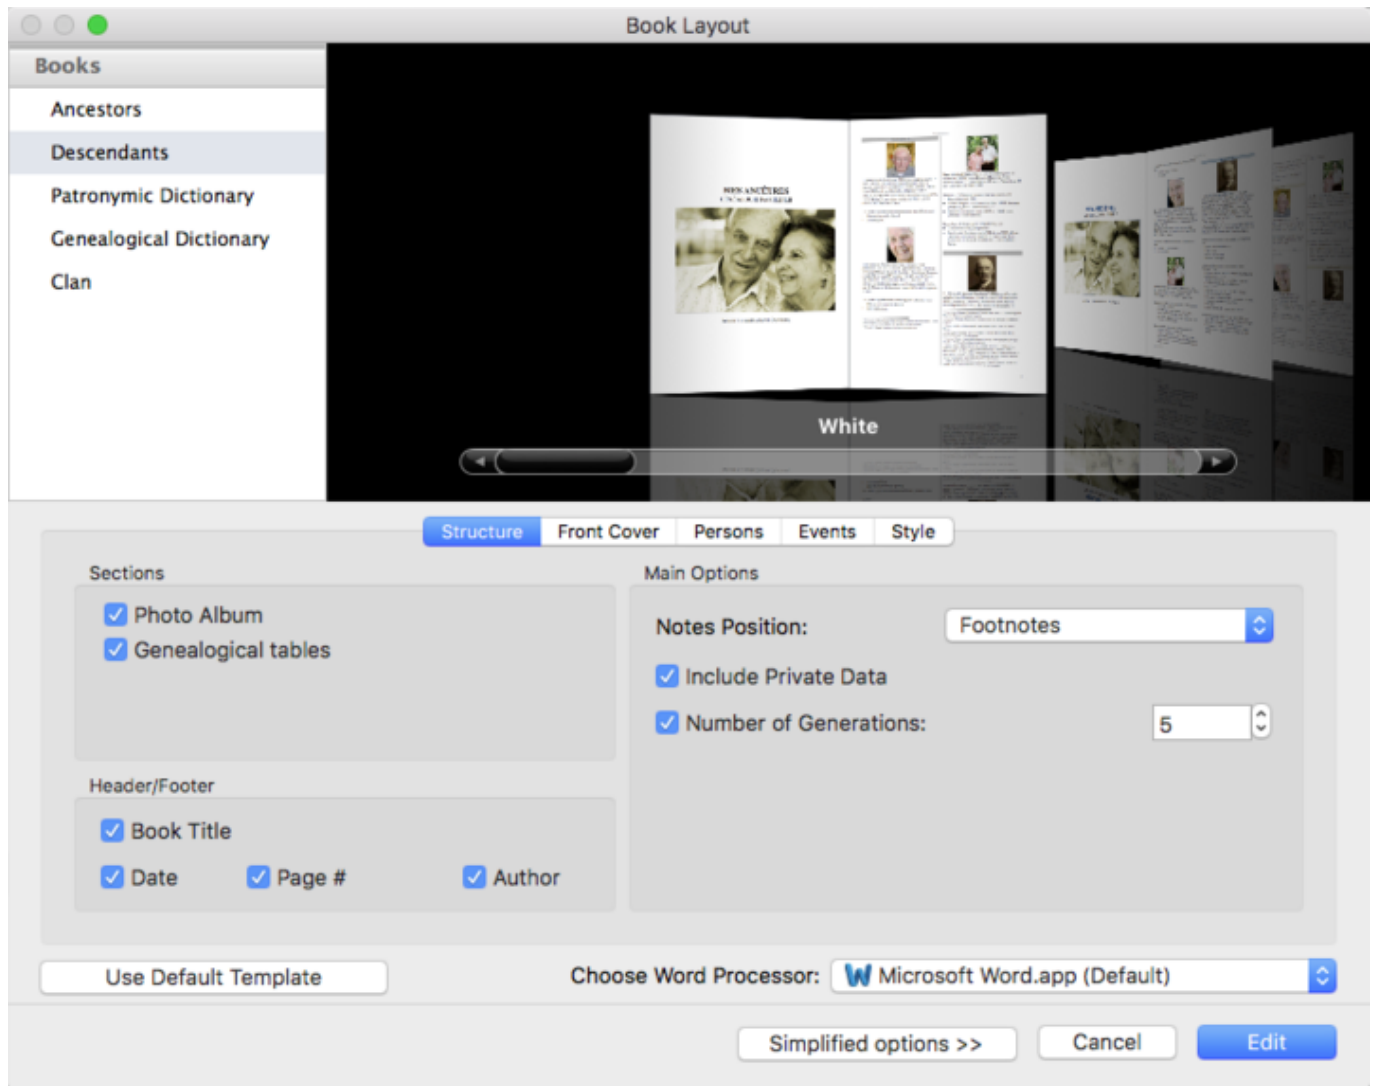 Book Layout
Books
Ancestors
Descendants
Patronymic Dictionary
Genealogical Dictionary
Clan
MES ANCÊTRES
White
Structure
Front Cover
Persons
Events
Style
Sections
Photo Album
Genealogical tables
Header/Footer
Book Title
Date
Page #
Author
Main Options
Notes Position:
Footnotes
Include Private Data
Number of Generations:
5
Use Default Template
Choose Word Processor:
Microsoft Word.app (Default)
Simplified options >>
Cancel
Edit